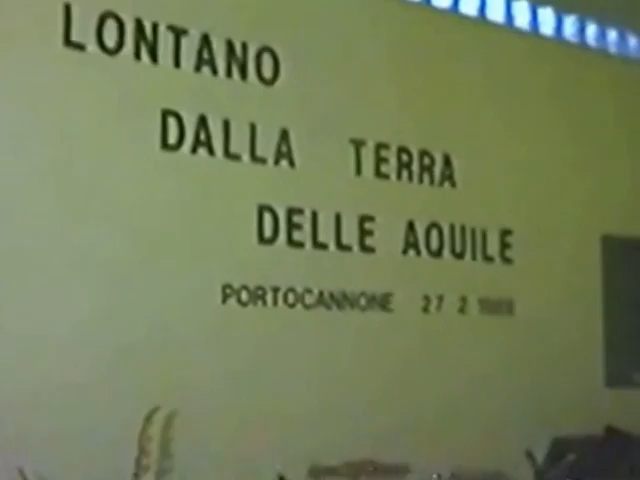 LONTANO
DALLA TERRA
DELLE AQUILE
PORTOCANNONE 27 2